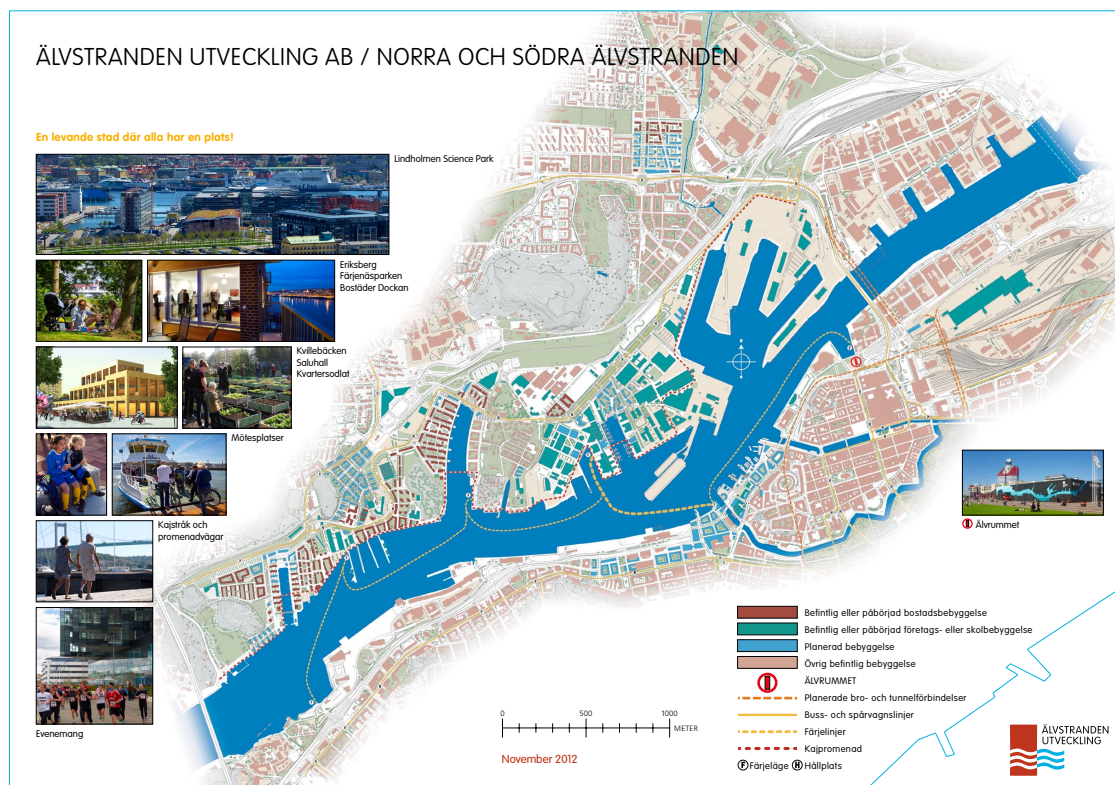 ÄLVSTRANDEN UTVECKLING AB / NORRA OCH SÖDRA ÄLVSTRANDEN
En levande stad där alla har en plats!
Lindholmen Science Park
Eriksberg
Färjenäsparken
Bostäder Dockan
Kvillebäcken
Saluhall
Kvartersodlat
Mötesplatser
Kajstråk och
promenadvägar
Evenemang
Älvrummet
Befintlig eller påbörjad bostadsbebyggelse
Befintlig eller påbörjad företags- eller skolbebyggelse
Planerad bebyggelse
Övrig befintlig bebyggelse
ÄLVRUMMET
Planerade bro- och tunnelförbindelser
Buss- och spårvagnslinjer
Färjelinjer
Kajpromenad
F Färjeläge H Hållplats
0 500 1000
METER
November 2012
ÄLVSTRANDEN
UTVECKLING